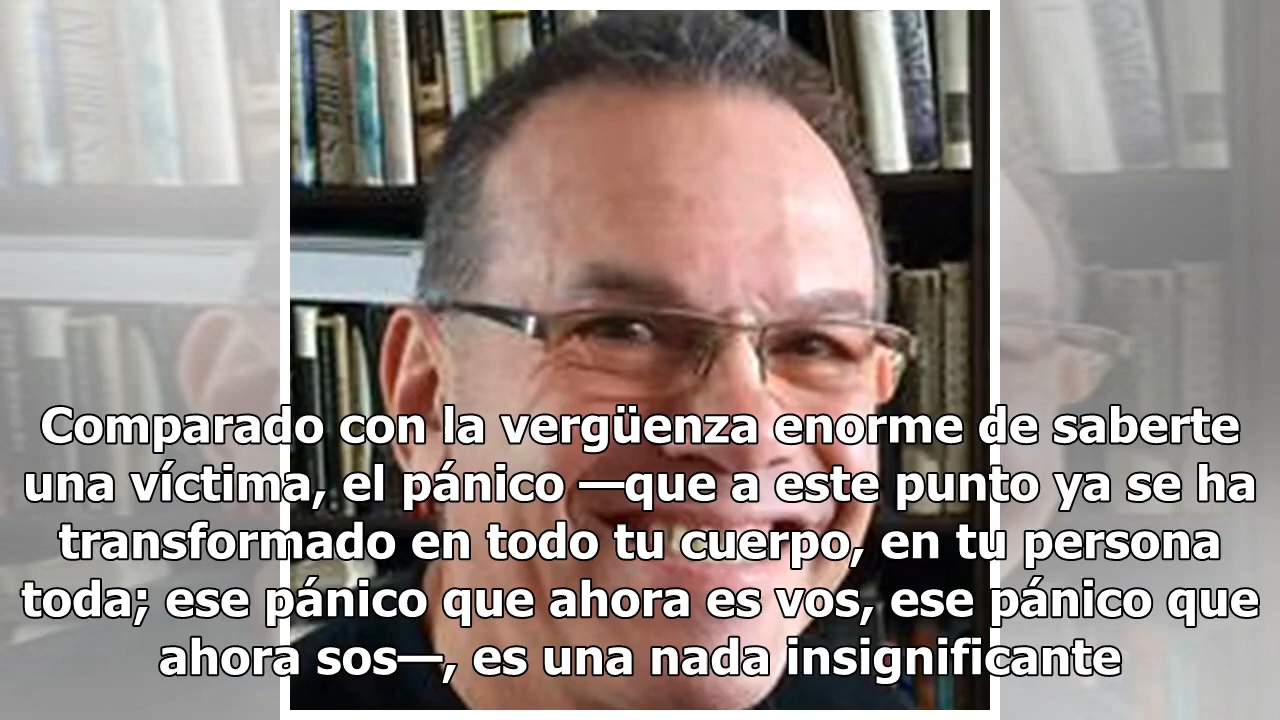 Comparado con la vergüenza enorme de saberte
una víctima, el pánico —que a este punto ya se ha
transformado en todo tu cuerpo, en tu persona
toda; ese pánico que ahora es vos, ese pánico que
ahora sos—, es una nada insignificante